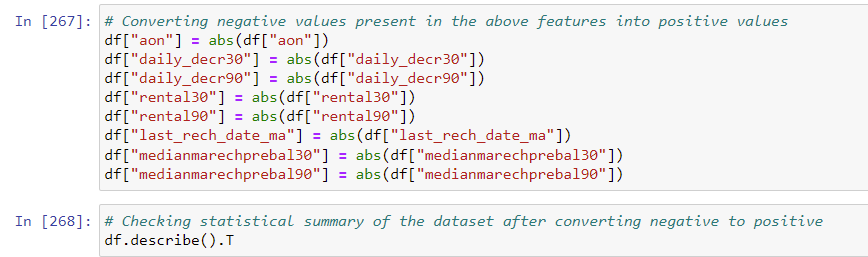 In [267]: # Converting negative values present in the above features into positive values
df["aon"] = abs(df["aon"])
df["daily_decr30"] = abs(df["daily_decr30"])
df["daily_decr90"] = abs(df["daily_decr90"])
df["rental30"] = abs(df["rental30"])
df["rental90"] = abs(df["rental90"])
df["last_rech_date_ma"] = abs(df["last_rech_date_ma"])
df["medianmarechprebal30"] = abs(df["medianmarechprebal30"])
df["medianmarechprebal90"] = abs(df["medianmarechprebal90"])
In [268]: # Checking statistical summary of the dataset after converting negative to positive
df.describe().T